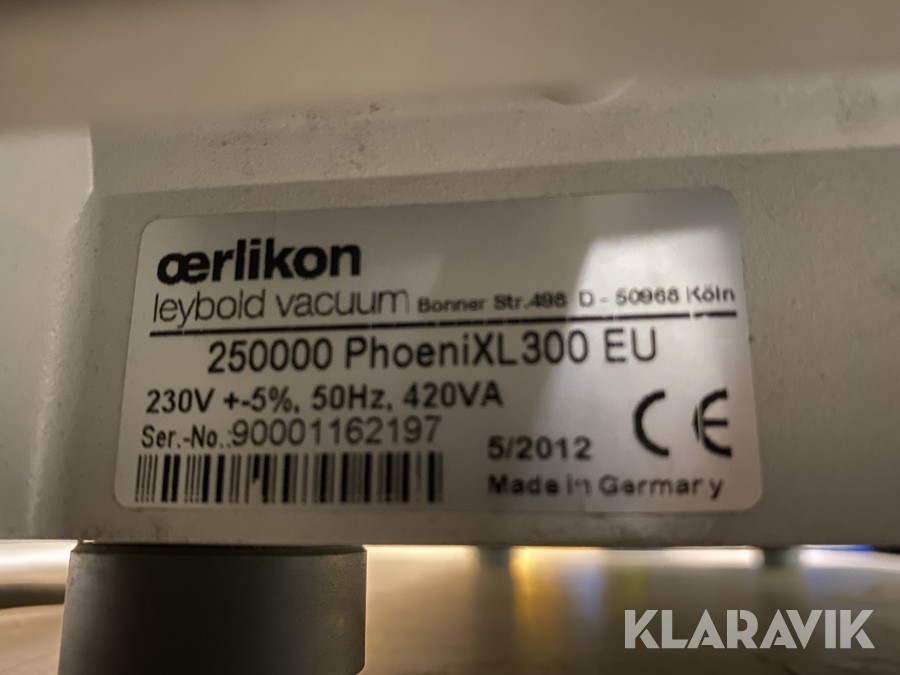 œrlikon
leybold vacuum Bonner Str.498 D - 50968 Köln
250000 PhoeniXL300 EU
230V +-5%, 50Hz, 420VA
Ser.-No.:90001162197
5/2012
CE
Made in Germany
KLARAVIK